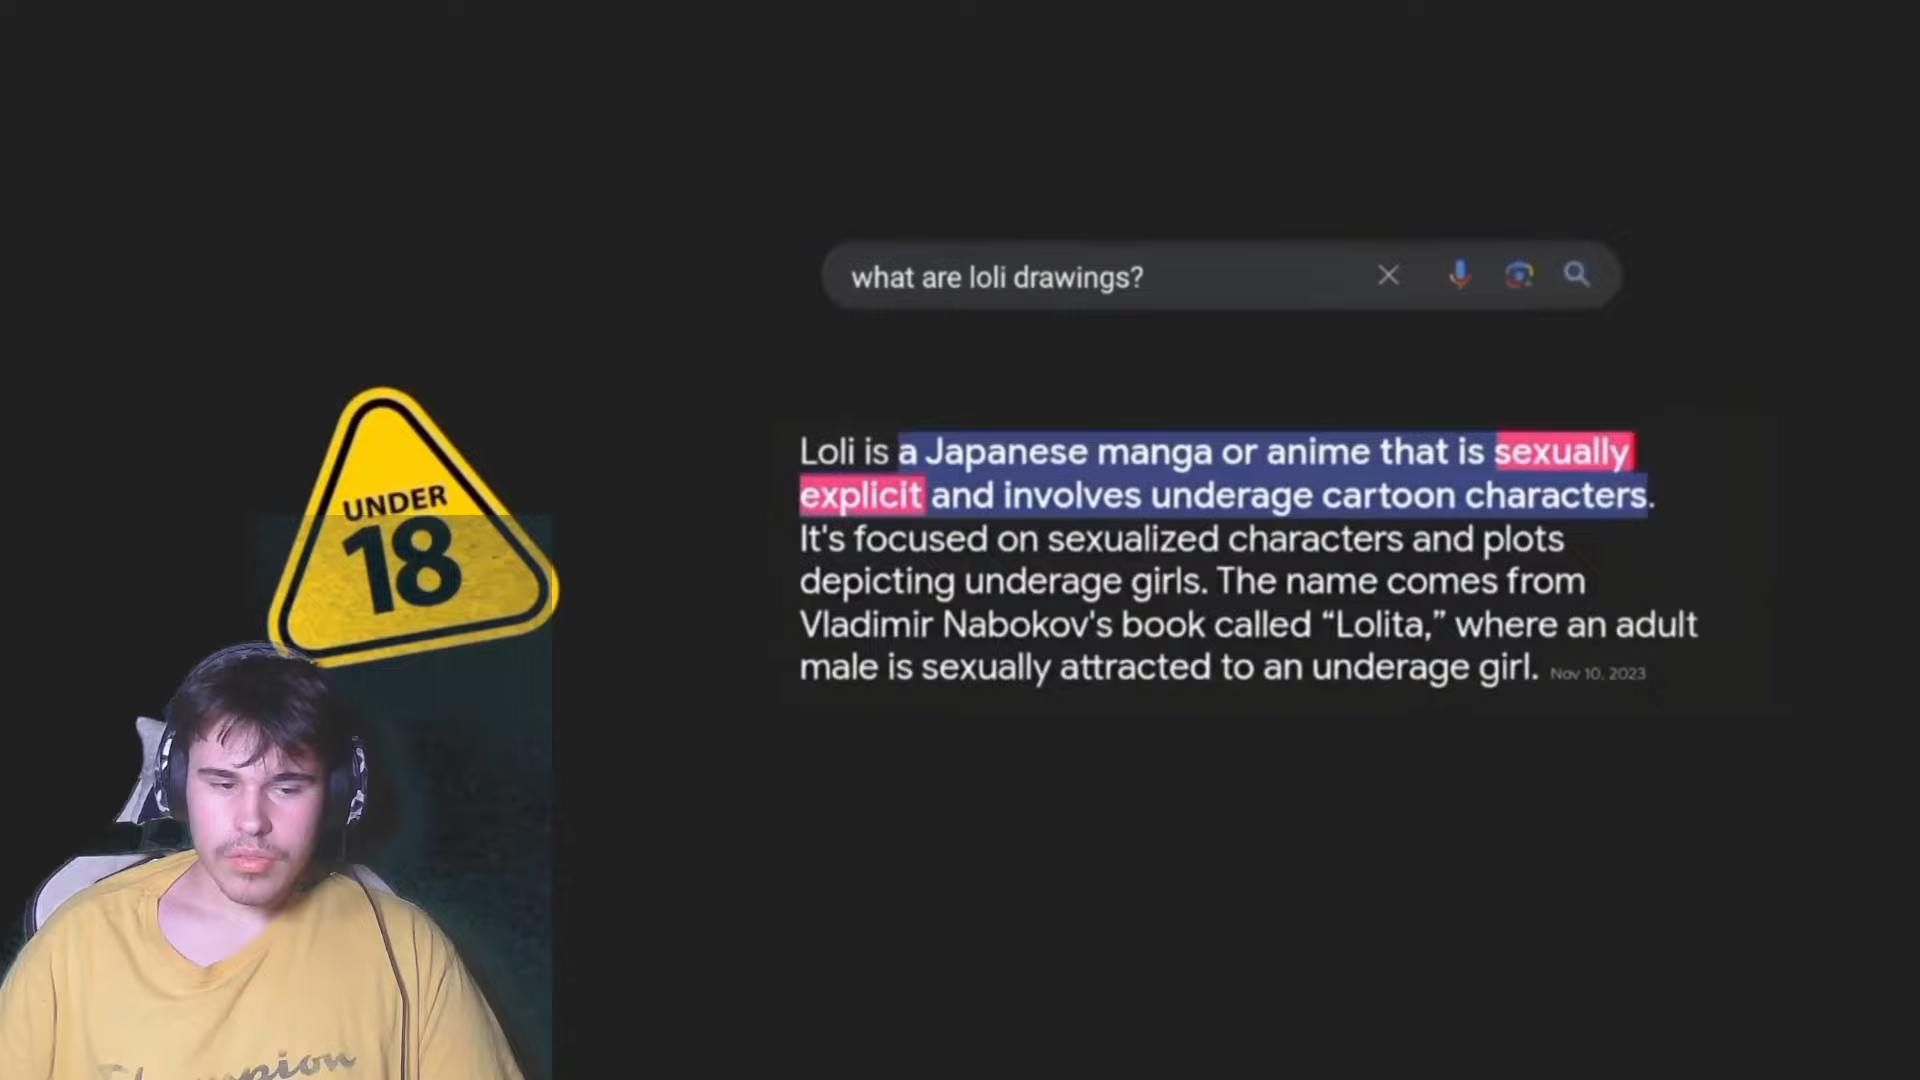 what are loli drawings?
Loli is a Japanese manga or anime that is sexually
explicit and involves underage cartoon characters.
It's focused on sexualized characters and plots
depicting underage girls. The name comes from
Vladimir Nabokov's book called “Lolita,” where an adult
male is sexually attracted to an underage girl. Nov 10, 2023
UNDER
18